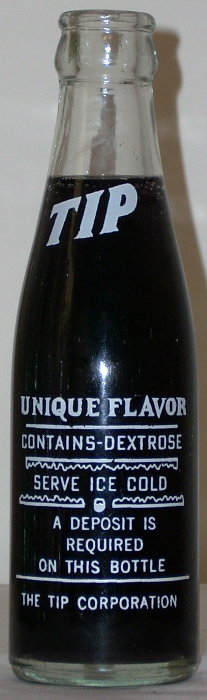 TIP
UNIQUE FLAVOR
CONTAINS-DEXTROSE
SERVE ICE COLD
A DEPOSIT IS
REQUIRED
ON THIS BOTTLE
THE TIP CORPORATION